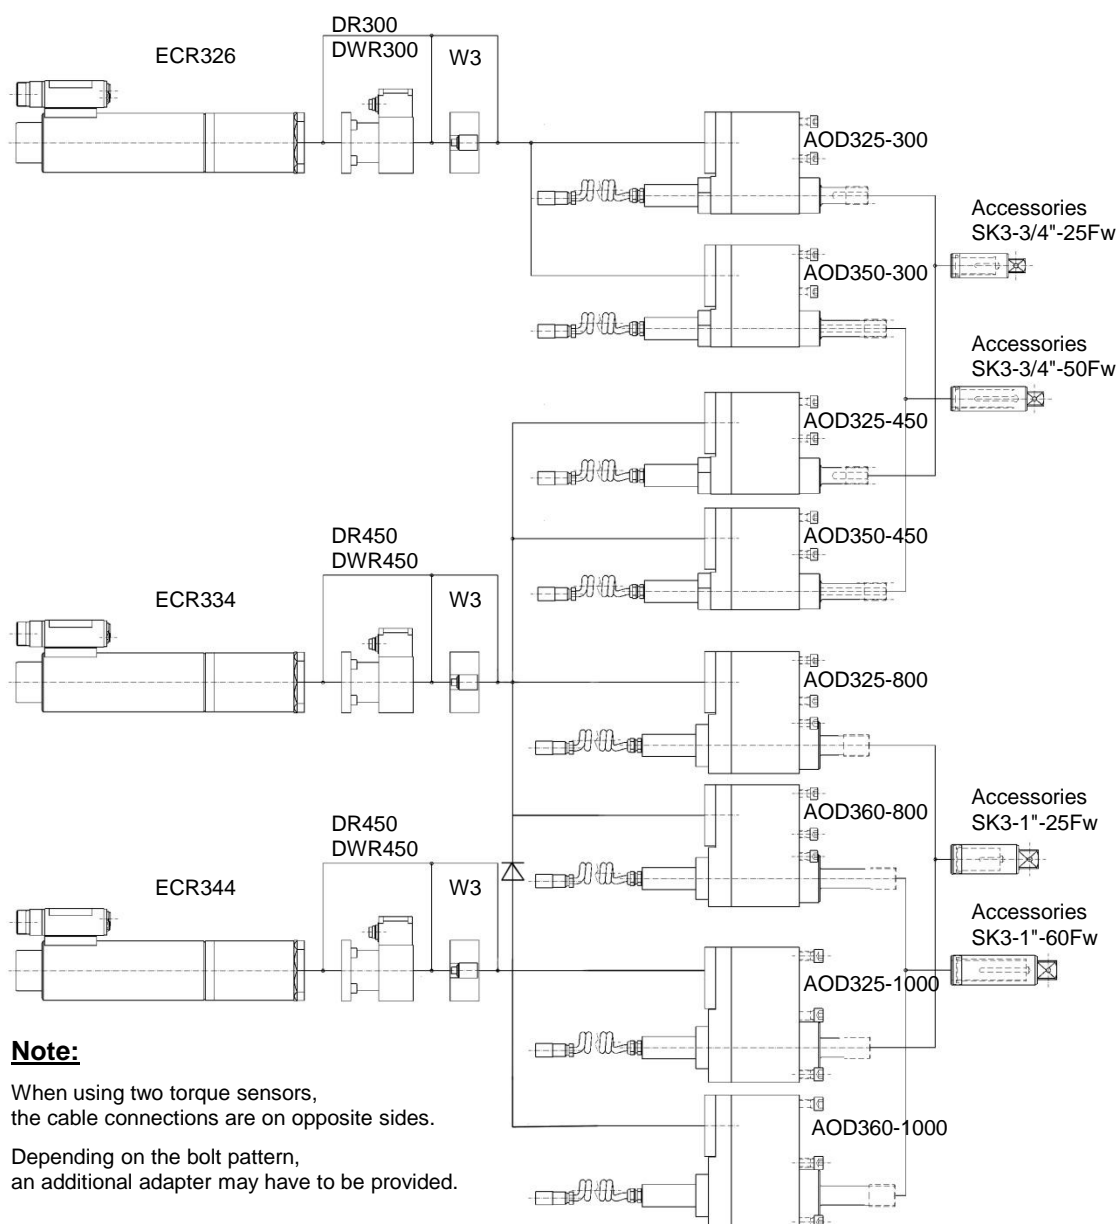 DR300
DWR300
ECR326
W3
AOD325-300
Accessories
SK3-3/4"-25Fw
AOD350-300
Accessories
SK3-3/4"-50Fw
AOD325-450
DR450
DWR450
AOD350-450
ECR334
W3
AOD325-800
AOD360-800
Accessories
SK3-1"-25Fw
DR450
DWR450
ECR344
W3
Accessories
SK3-1"-60Fw
AOD325-1000
Note:
When using two torque sensors,
the cable connections are on opposite sides.
AOD360-1000
Depending on the bolt pattern,
an additional adapter may have to be provided.